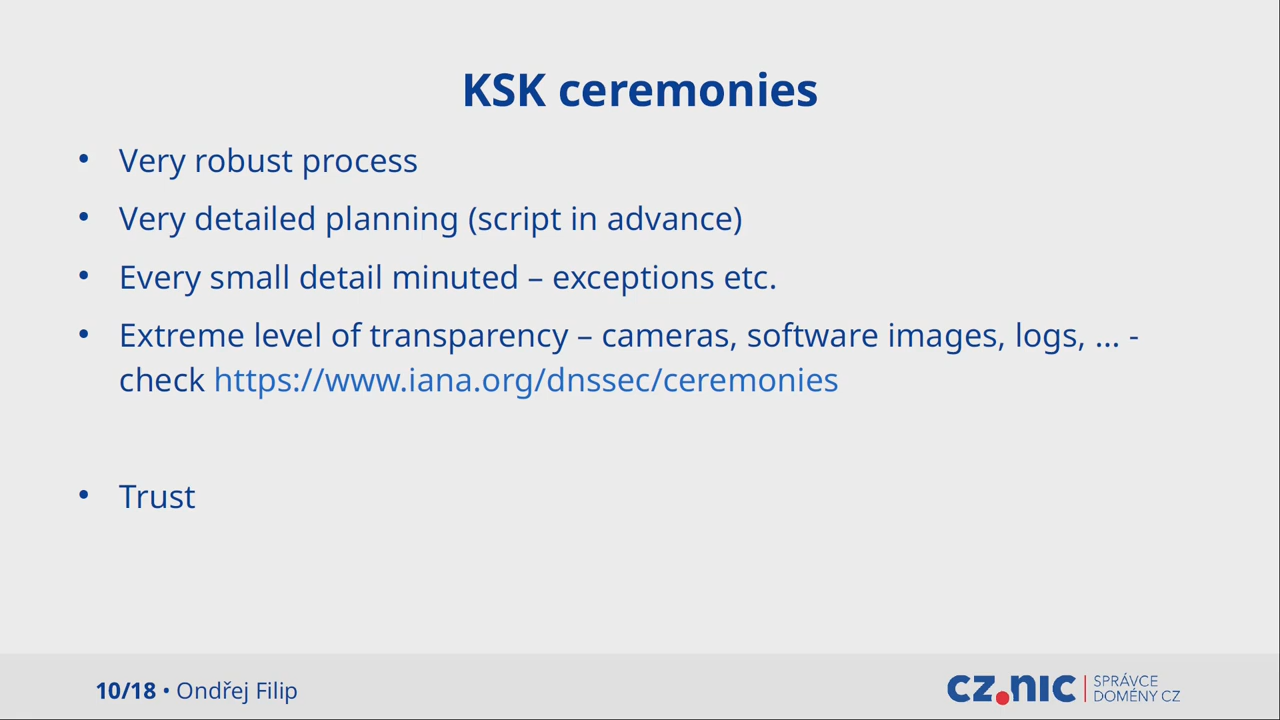 KSK ceremonies
• Very robust process
• Very detailed planning (script in advance)
• Every small detail minuted – exceptions etc.
• Extreme level of transparency – cameras, software images, logs, ... -
check https://www.iana.org/dnssec/ceremonies
• Trust
10/18 • Ondřej Filip
cz.nic | SPRÁVCE
DOMÉNY CZ